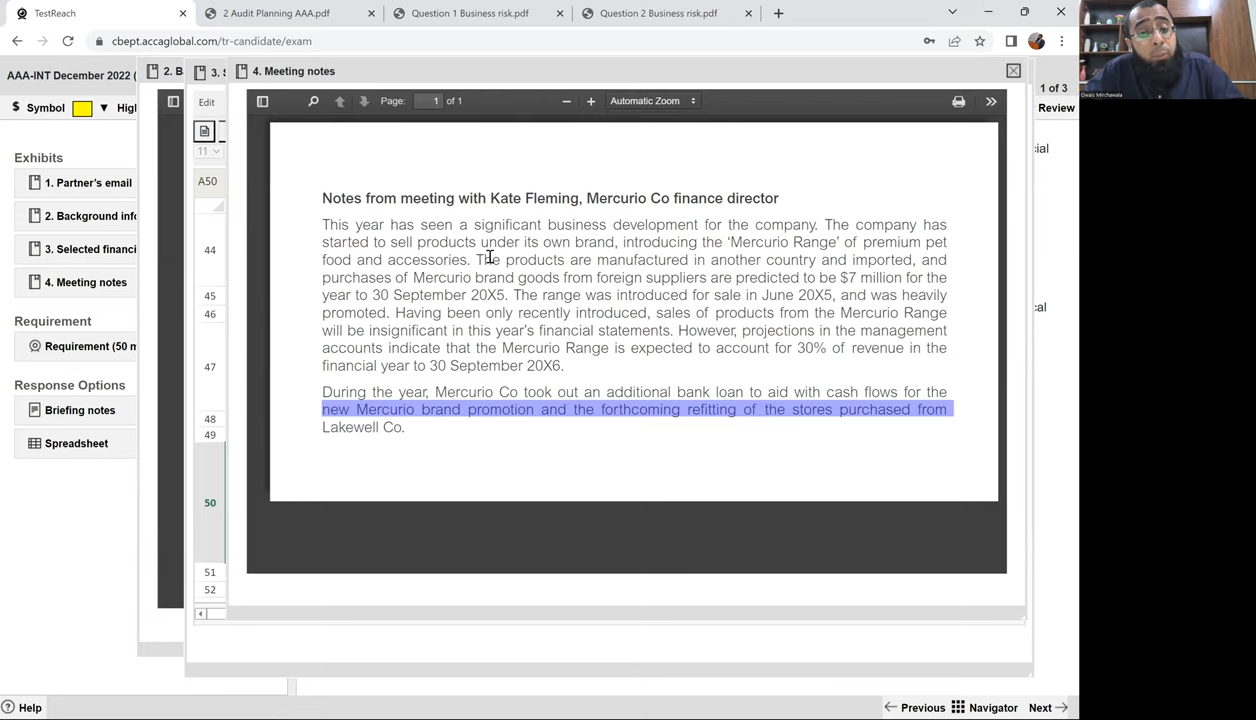 TestReach
2 Audit Planning AAA.pdf
Question 1 Business risk.pdf
Question 2 Business risk.pdf
cbept.accaglobal.com/tr-candidate/exam
AAA-INT December 2022 (
2. B
3. S
4. Meeting notes
1 of 3
$ Symbol
Hig
Edit
Page: 1 of 1
Automatic Zoom
Review
Owais Mirchawala
11
A50
Exhibits
1. Partner's email
2. Background info
3. Selected financi
4. Meeting notes
Requirement
Requirement (50 m
Response Options
Briefing notes
Spreadsheet
44
45
46
47
48
49
50
51
52
Notes from meeting with Kate Fleming, Mercurio Co finance director
This year has seen a significant business development for the company. The company has
started to sell products under its own brand, introducing the 'Mercurio Range' of premium pet
food and accessories. The products are manufactured in another country and imported, and
purchases of Mercurio brand goods from foreign suppliers are predicted to be $7 million for the
year to 30 September 20X5. The range was introduced for sale in June 20X5, and was heavily
promoted. Having been only recently introduced, sales of products from the Mercurio Range
will be insignificant in this year's financial statements. However, projections in the management
accounts indicate that the Mercurio Range is expected to account for 30% of revenue in the
financial year to 30 September 20X6.
During the year, Mercurio Co took out an additional bank loan to aid with cash flows for the
new Mercurio brand promotion and the forthcoming refitting of the stores purchased from
Lakewell Co.
cial
ial
Help
Previous
Navigator
Next